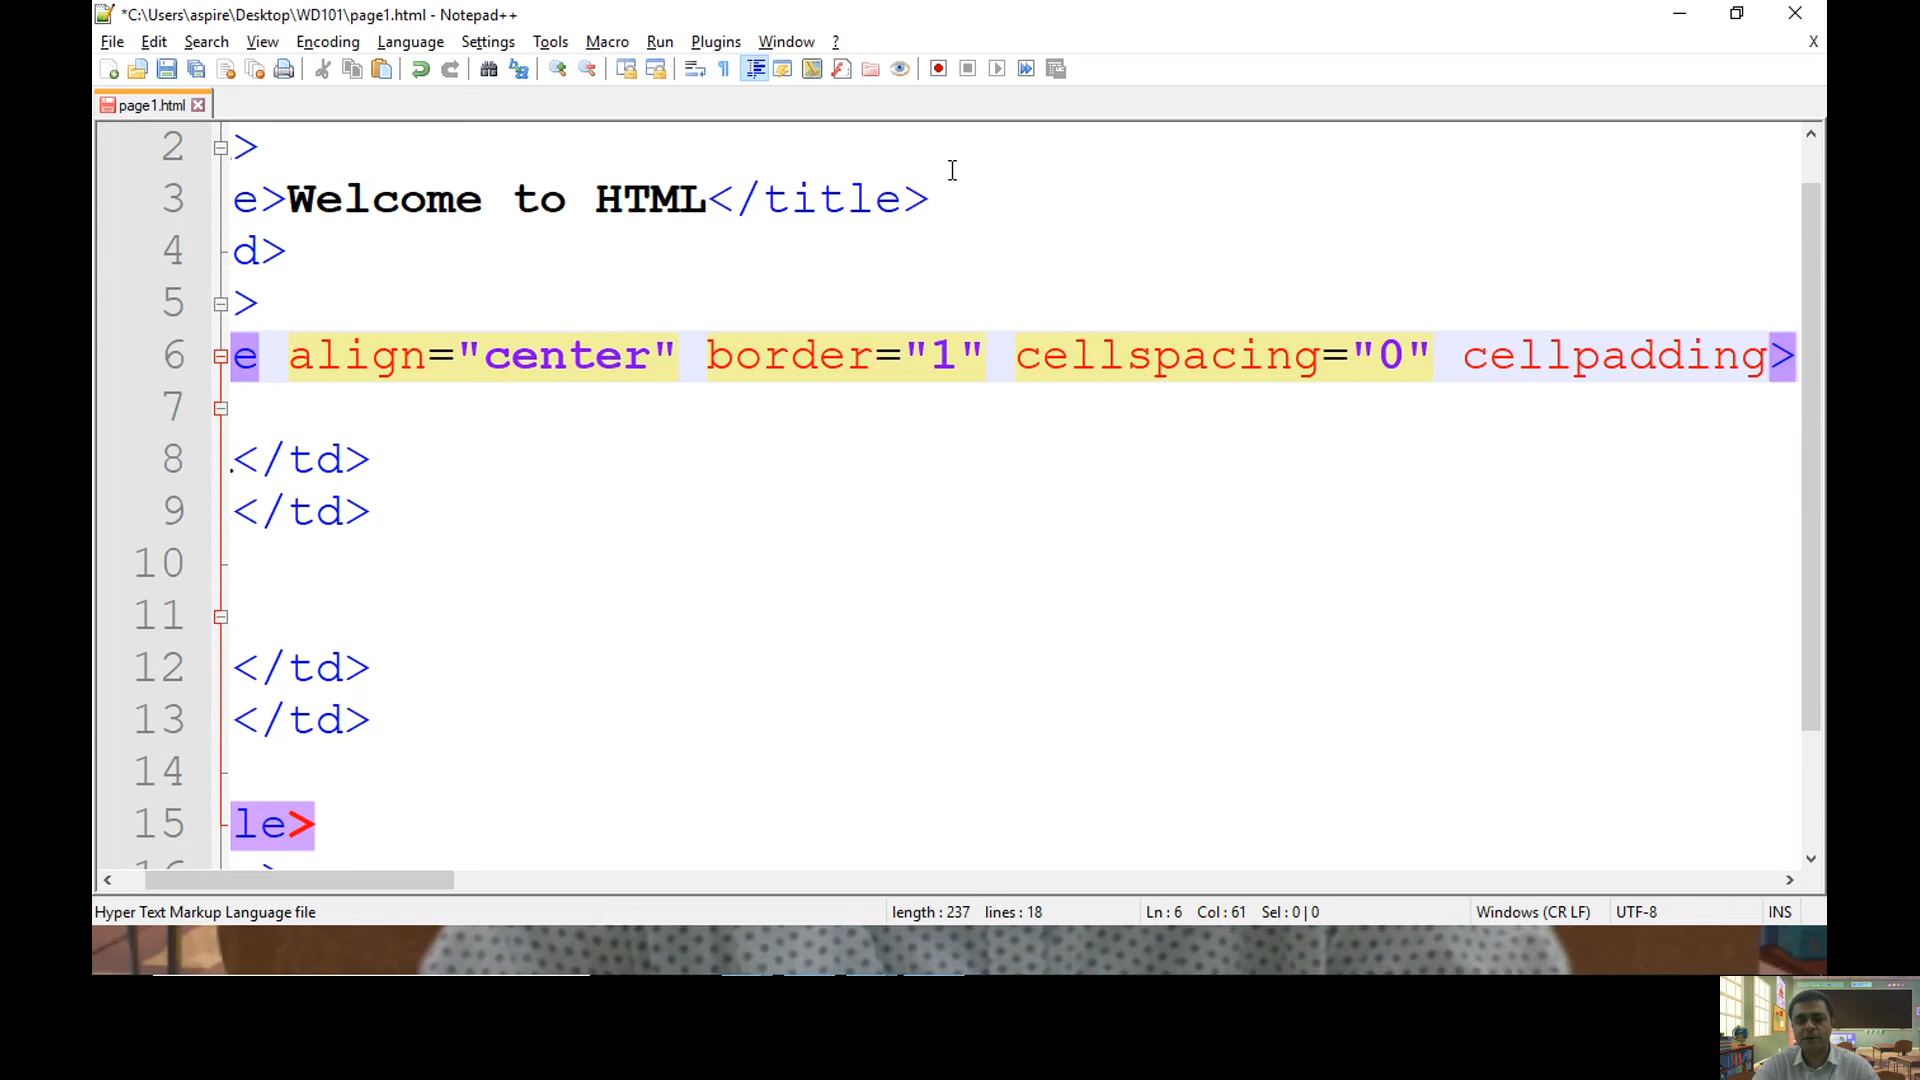 *C:\Users\aspire\Desktop\WD101\page1.html - Notepad++
File Edit Search View Encoding Language Settings Tools Macro Run Plugins Window ? X
page1.html
2 >
3 e>Welcome to HTML</title>
4 d>
5 >
6 e align="center" border="1" cellspacing="0" cellpadding>
7
8 </td>
9 </td>
10
11
12 </td>
13 </td>
14
15 le>
Hyper Text Markup Language file length : 237 lines : 18 Ln : 6 Col : 61 Sel : 0 | 0 Windows (CR LF) UTF-8 INS